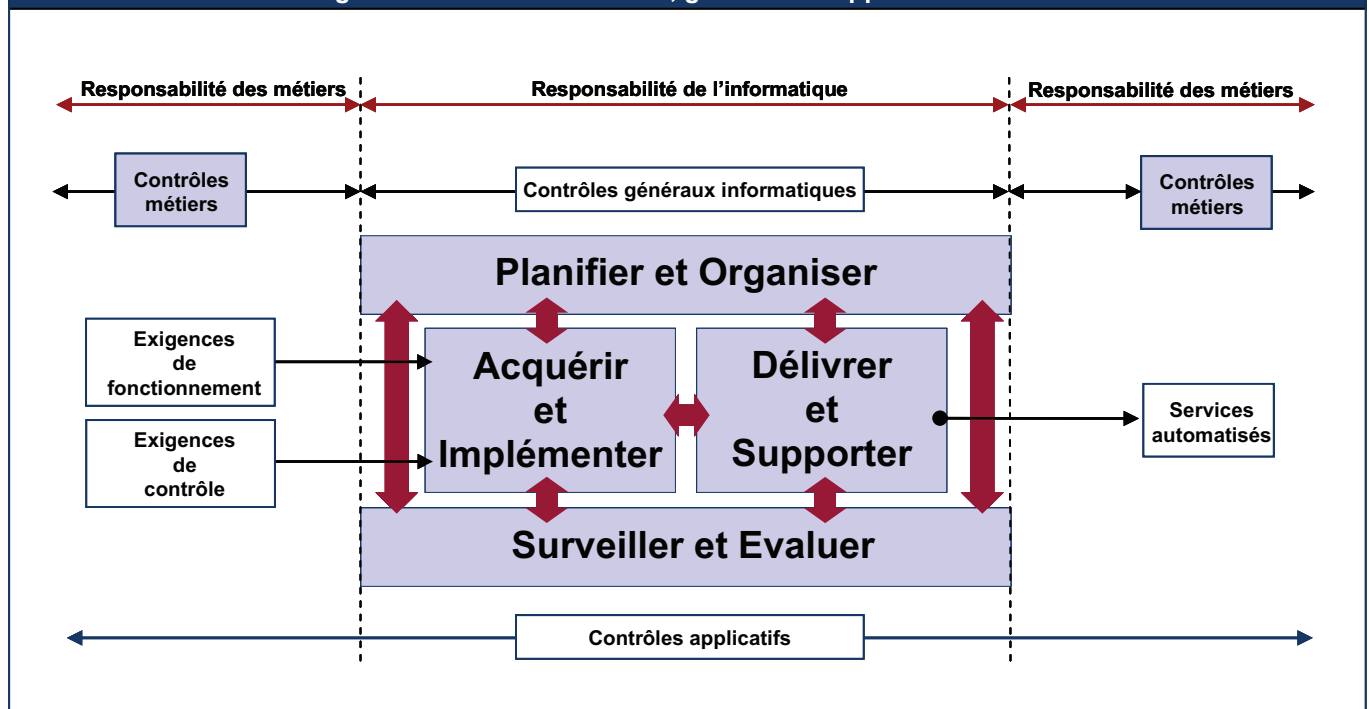 Responsabilité des métiers
Responsabilité de l'informatique
Responsabilité des métiers
Contrôles
métiers
Contrôles généraux informatiques
Contrôles
métiers
Planifier et Organiser
Exigences
de
fonctionnement
Acquérir
et
Implémenter
Délivrer
et
Supporter
Services
automatisés
Exigences
de
contrôle
Surveiller et Evaluer
Contrôles applicatifs